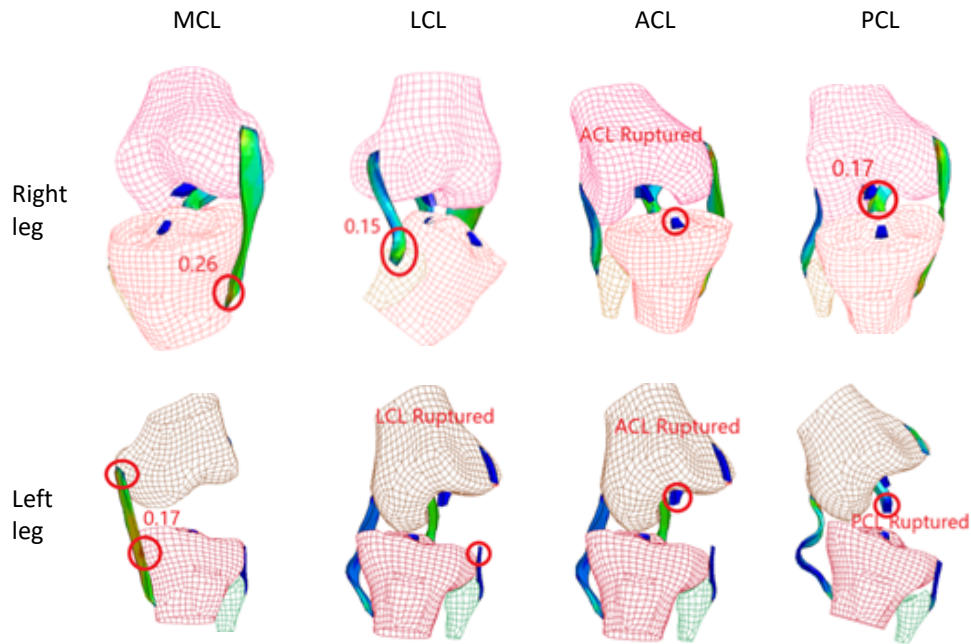 MCL LCL ACL PCL
Right
leg
0.26
0.15
ACL Ruptured
0.17
Left
leg
0.17
LCL Ruptured
ACL Ruptured
PCL Ruptured